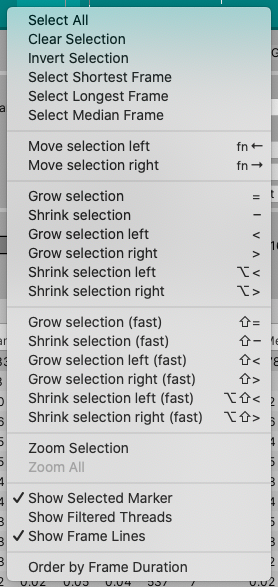 Select All
Clear Selection
Invert Selection
Select Shortest Frame
Select Longest Frame
Select Median Frame
Move selection left fn ←
Move selection right fn →
Grow selection =
Shrink selection −
Grow selection left <
Grow selection right >
Shrink selection left ⌥<
Shrink selection right ⌥>
Grow selection (fast) ⇧=
Shrink selection (fast) ⇧−
Grow selection left (fast) ⇧<
Grow selection right (fast) ⇧>
Shrink selection left (fast) ⌥⇧<
Shrink selection right (fast) ⌥⇧>
Zoom Selection
Zoom All
✓ Show Selected Marker
Show Filtered Threads
✓ Show Frame Lines
Order by Frame Duration